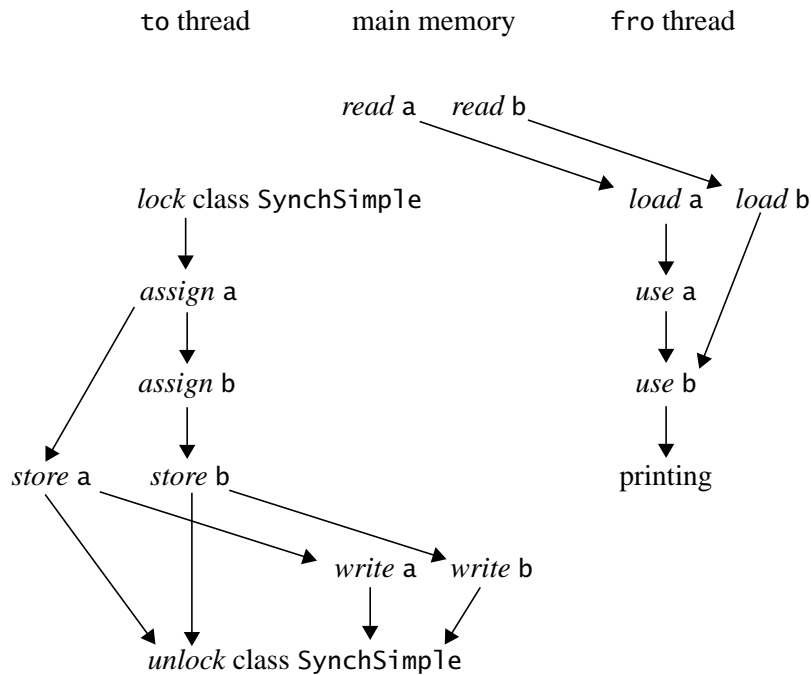 to thread main memory fro thread
read a read b
lock class SynchSimple load a load b
assign a use a
assign b use b
store a store b printing
write a write b
unlock class SynchSimple